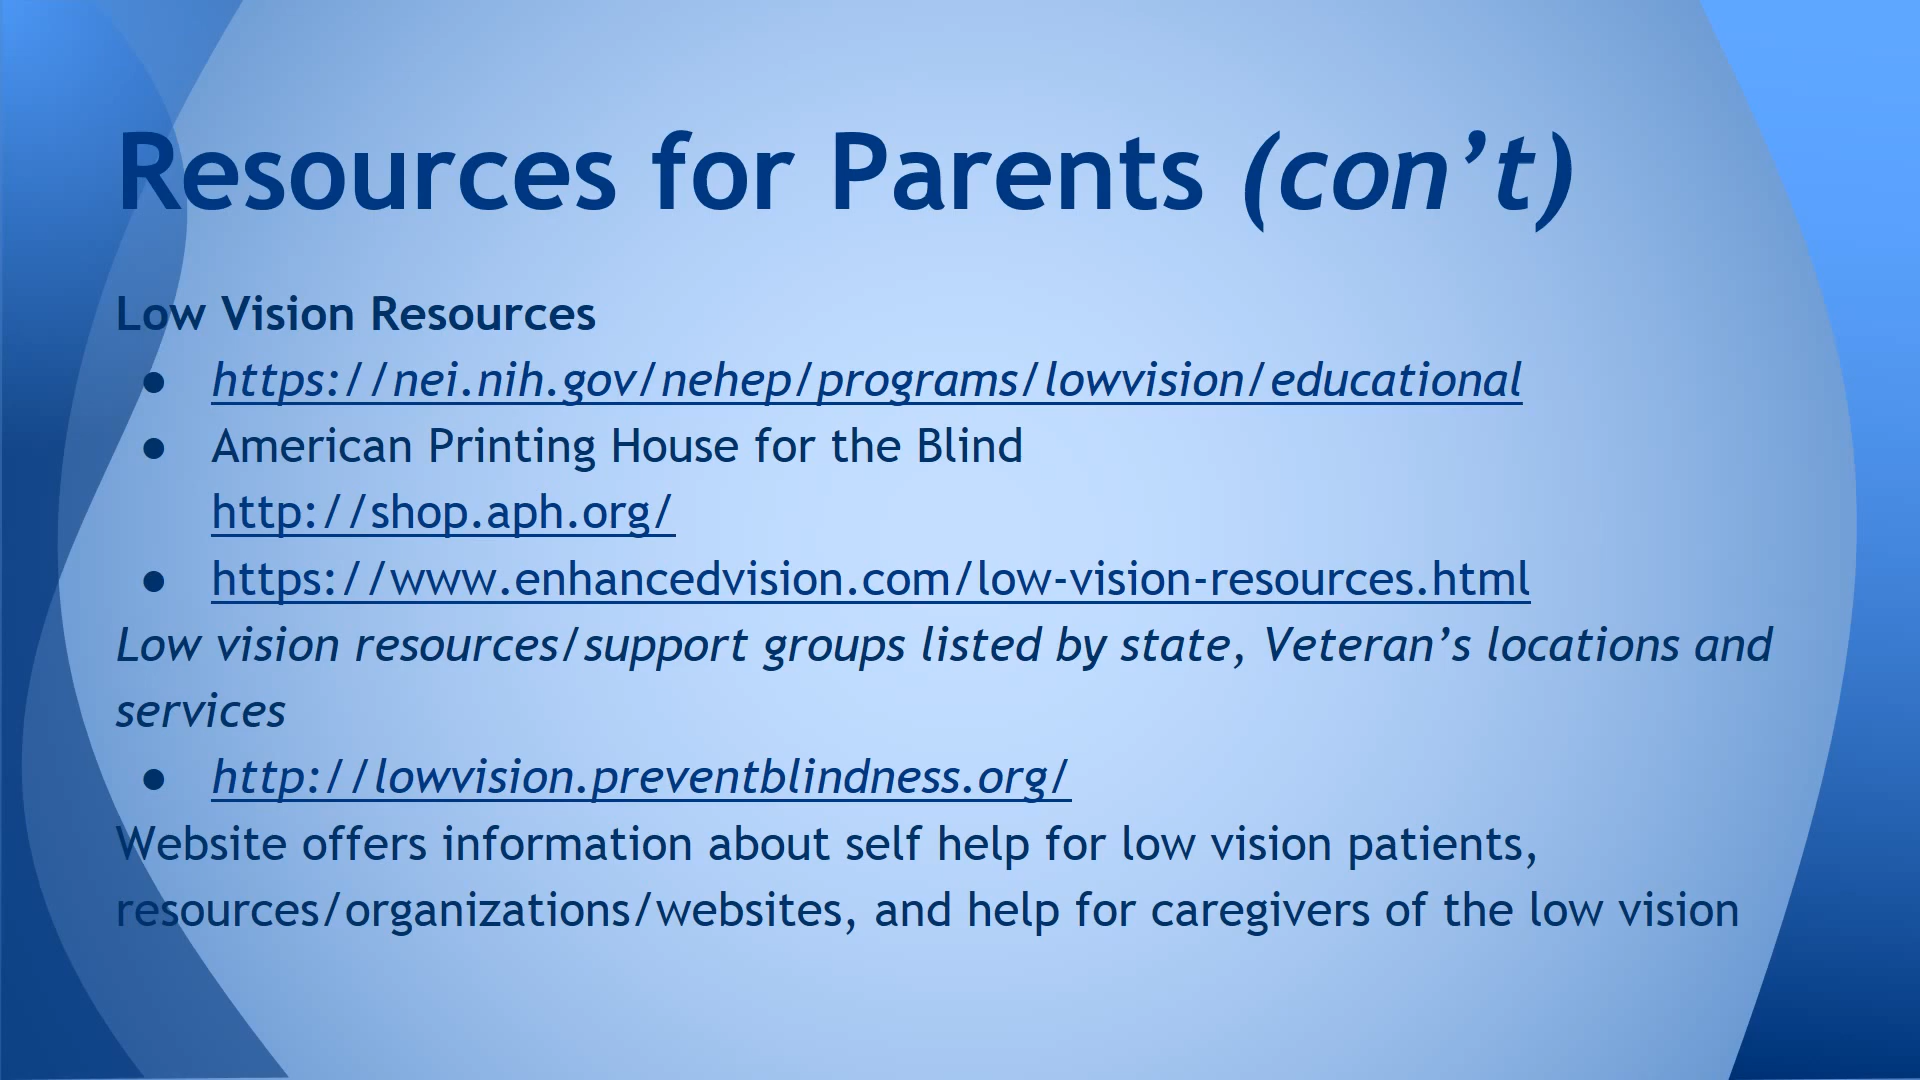 Resources for Parents (con’t)
Low Vision Resources
● https://nei.nih.gov/nehep/programs/lowvision/educational
● American Printing House for the Blind
http://shop.aph.org/
● https://www.enhancedvision.com/low-vision-resources.html
Low vision resources/support groups listed by state, Veteran’s locations and
services
● http://lowvision.preventblindness.org/
Website offers information about self help for low vision patients,
resources/organizations/websites, and help for caregivers of the low vision